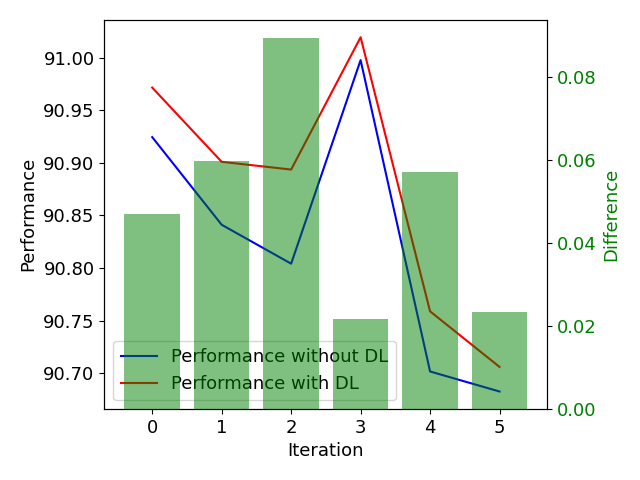 91.00
90.95
90.90
90.85
90.80
90.75
90.70
Performance
0 1 2 3 4 5
Iteration
0.08
0.06
0.04
0.02
0.00
Difference
Performance without DL
Performance with DL